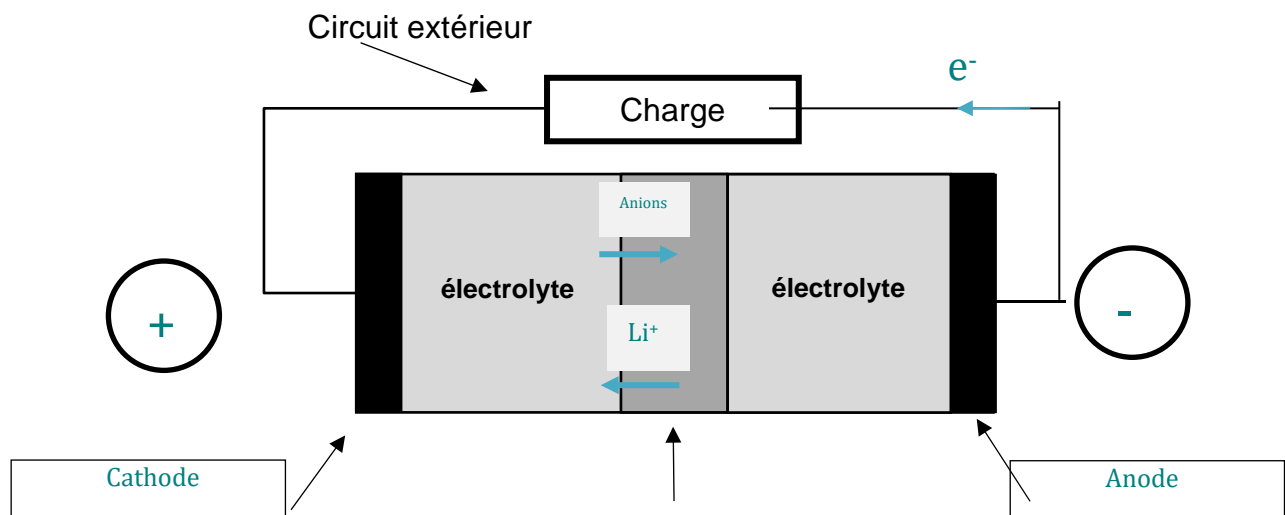 Circuit extérieur
e-
Charge
Anions
électrolyte
électrolyte
+
Li+
-
Cathode
Anode